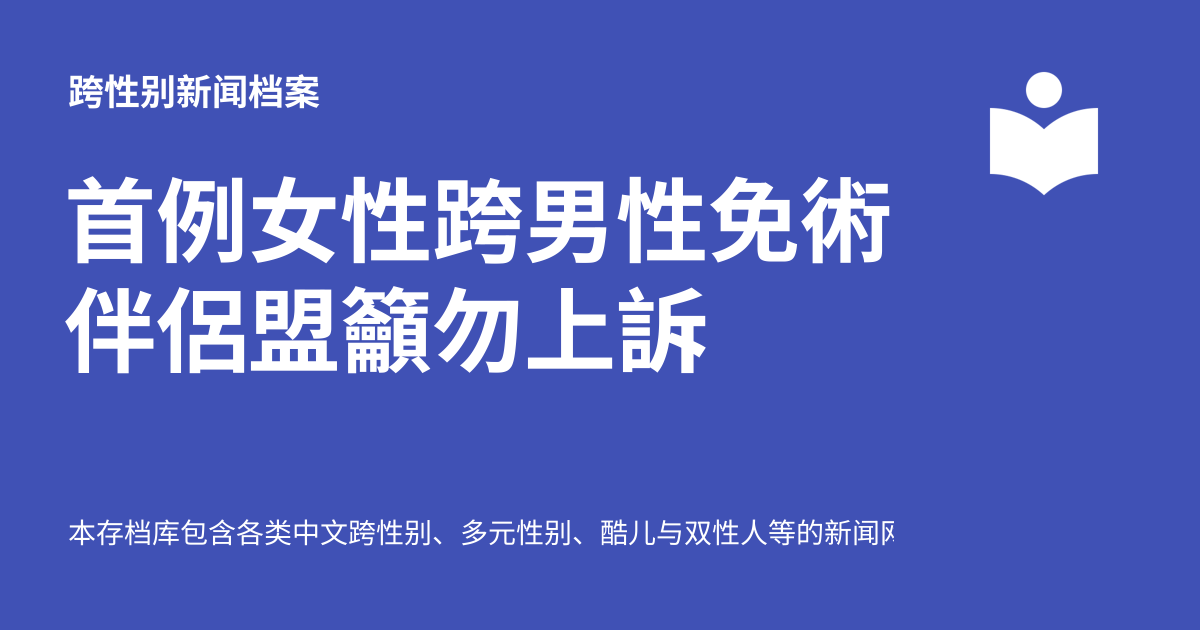 跨性别新闻档案
首例女性跨男性免術
伴侶盟籲勿上訴
本存档库包含各类中文跨性别、多元性别、酷儿与双性人等的新闻